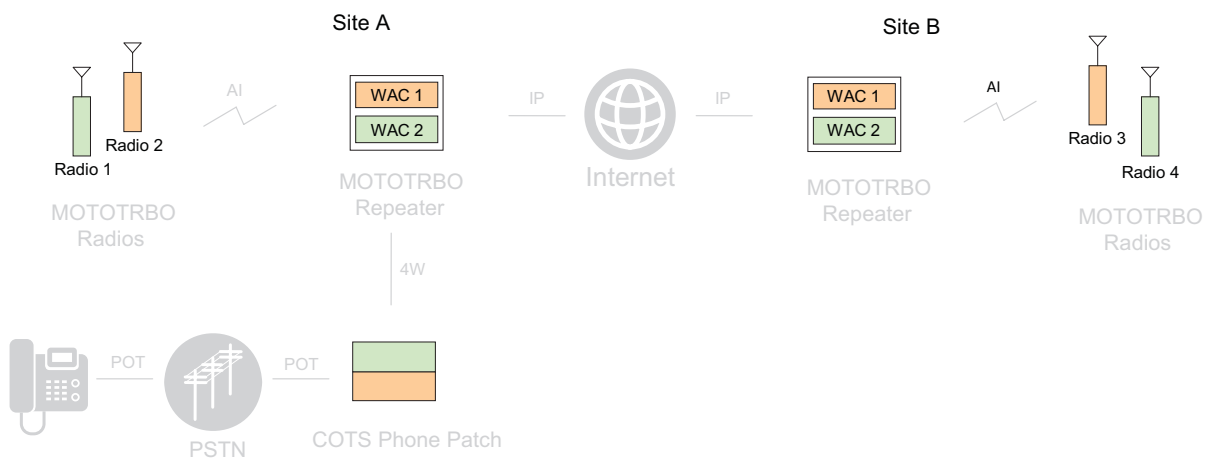 Site A
Site B
AI
WAC 1
WAC 2
IP
Internet
IP
WAC 1
WAC 2
AI
Radio 2
Radio 1
Radio 3
Radio 4
MOTOTRBO
Radios
MOTOTRBO
Repeater
MOTOTRBO
Repeater
MOTOTRBO
Radios
4W
POT
POT
PSTN
COTS Phone Patch